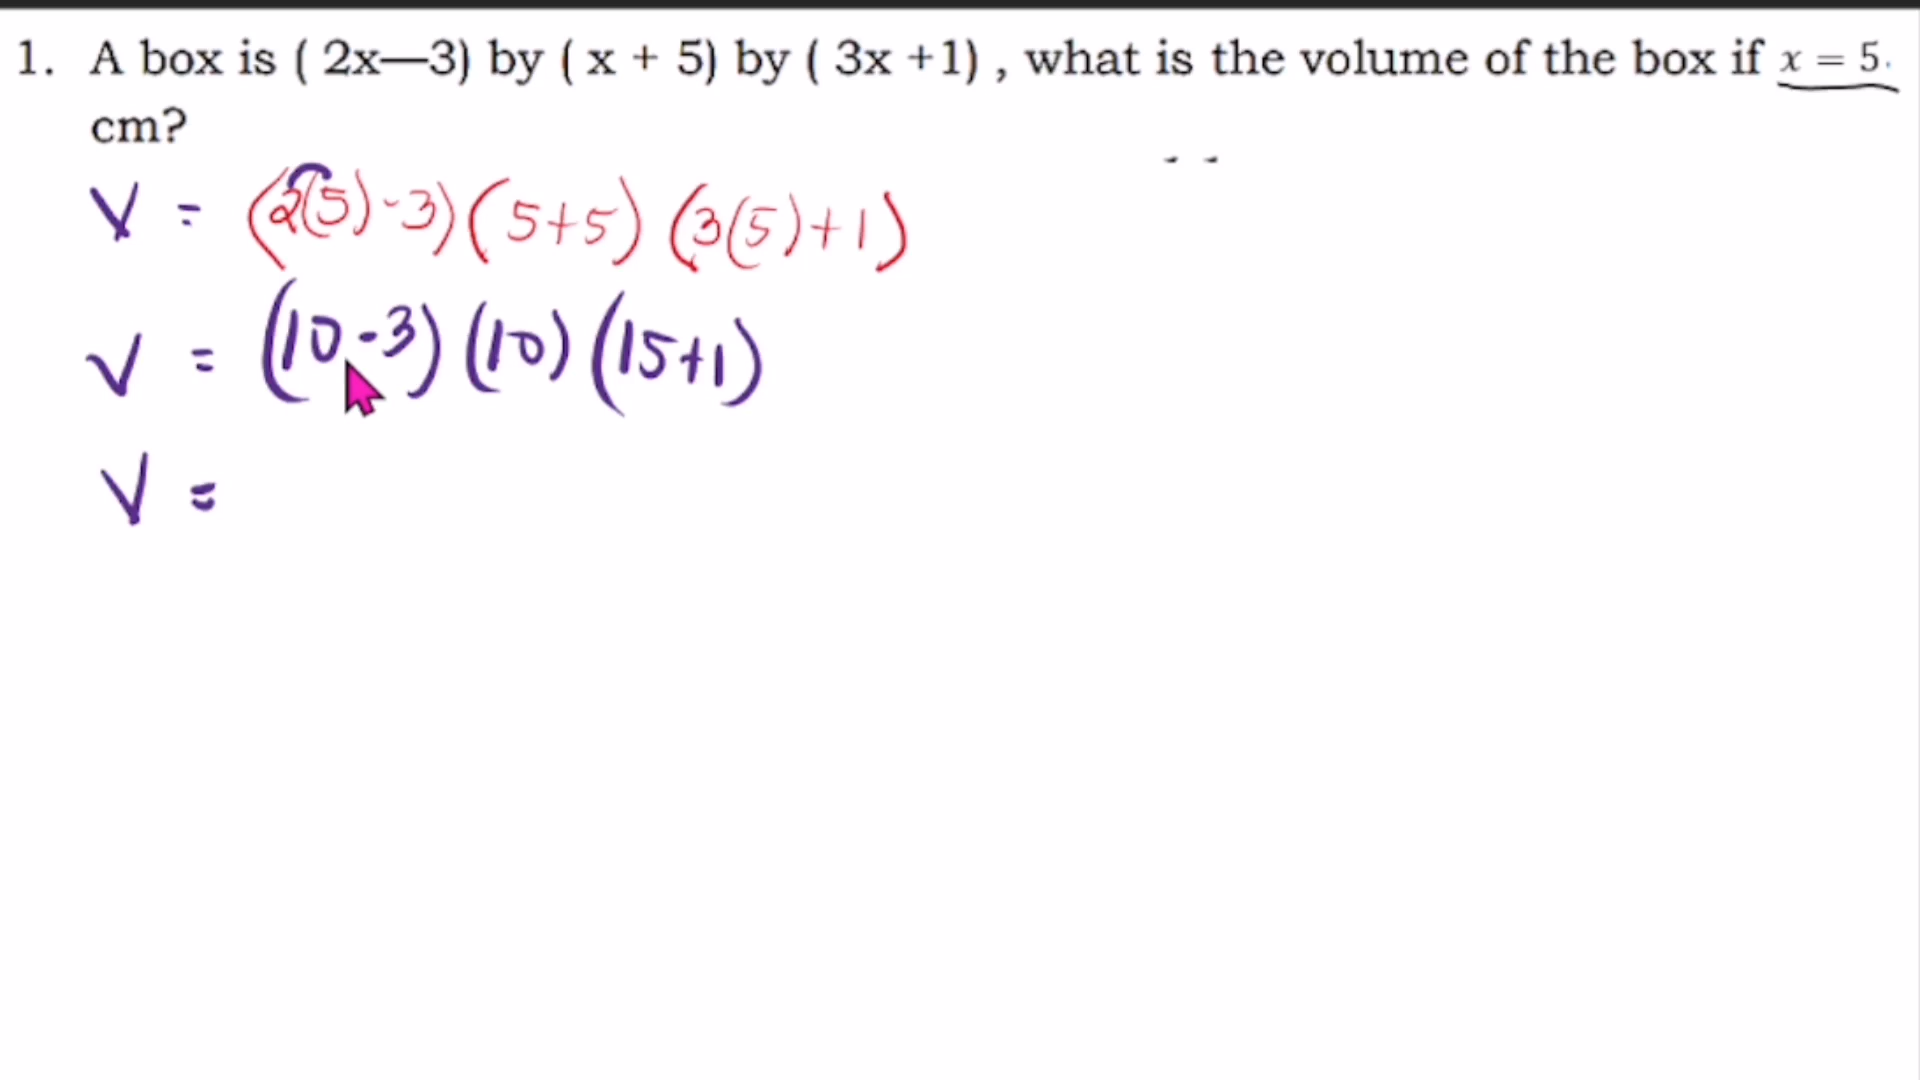 1. A box is ( 2x—3) by ( x + 5) by ( 3x +1) , what is the volume of the box if x = 5.
cm?
V = (2(5)-3)(5+5)(3(5)+1)
V = (10-3)(10)(15+1)
V =